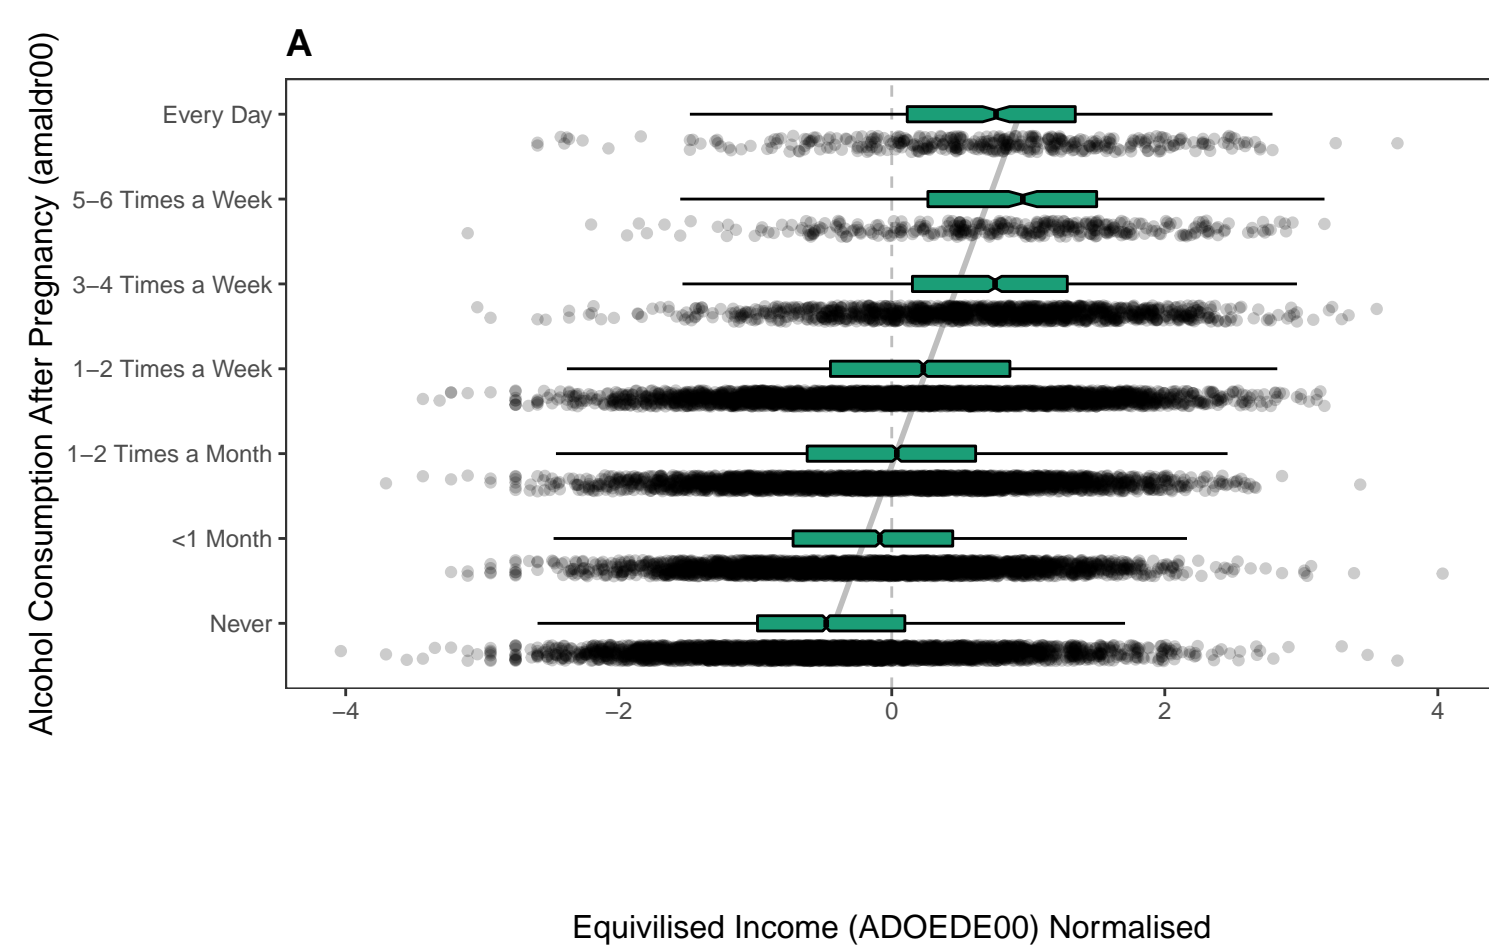 A
Alcohol Consumption After Pregnancy (amaldr00)
Every Day
5–6 Times a Week
3–4 Times a Week
1–2 Times a Week
1–2 Times a Month
<1 Month
Never
−4 −2 0 2 4
Equivilised Income (ADOEDE00) Normalised